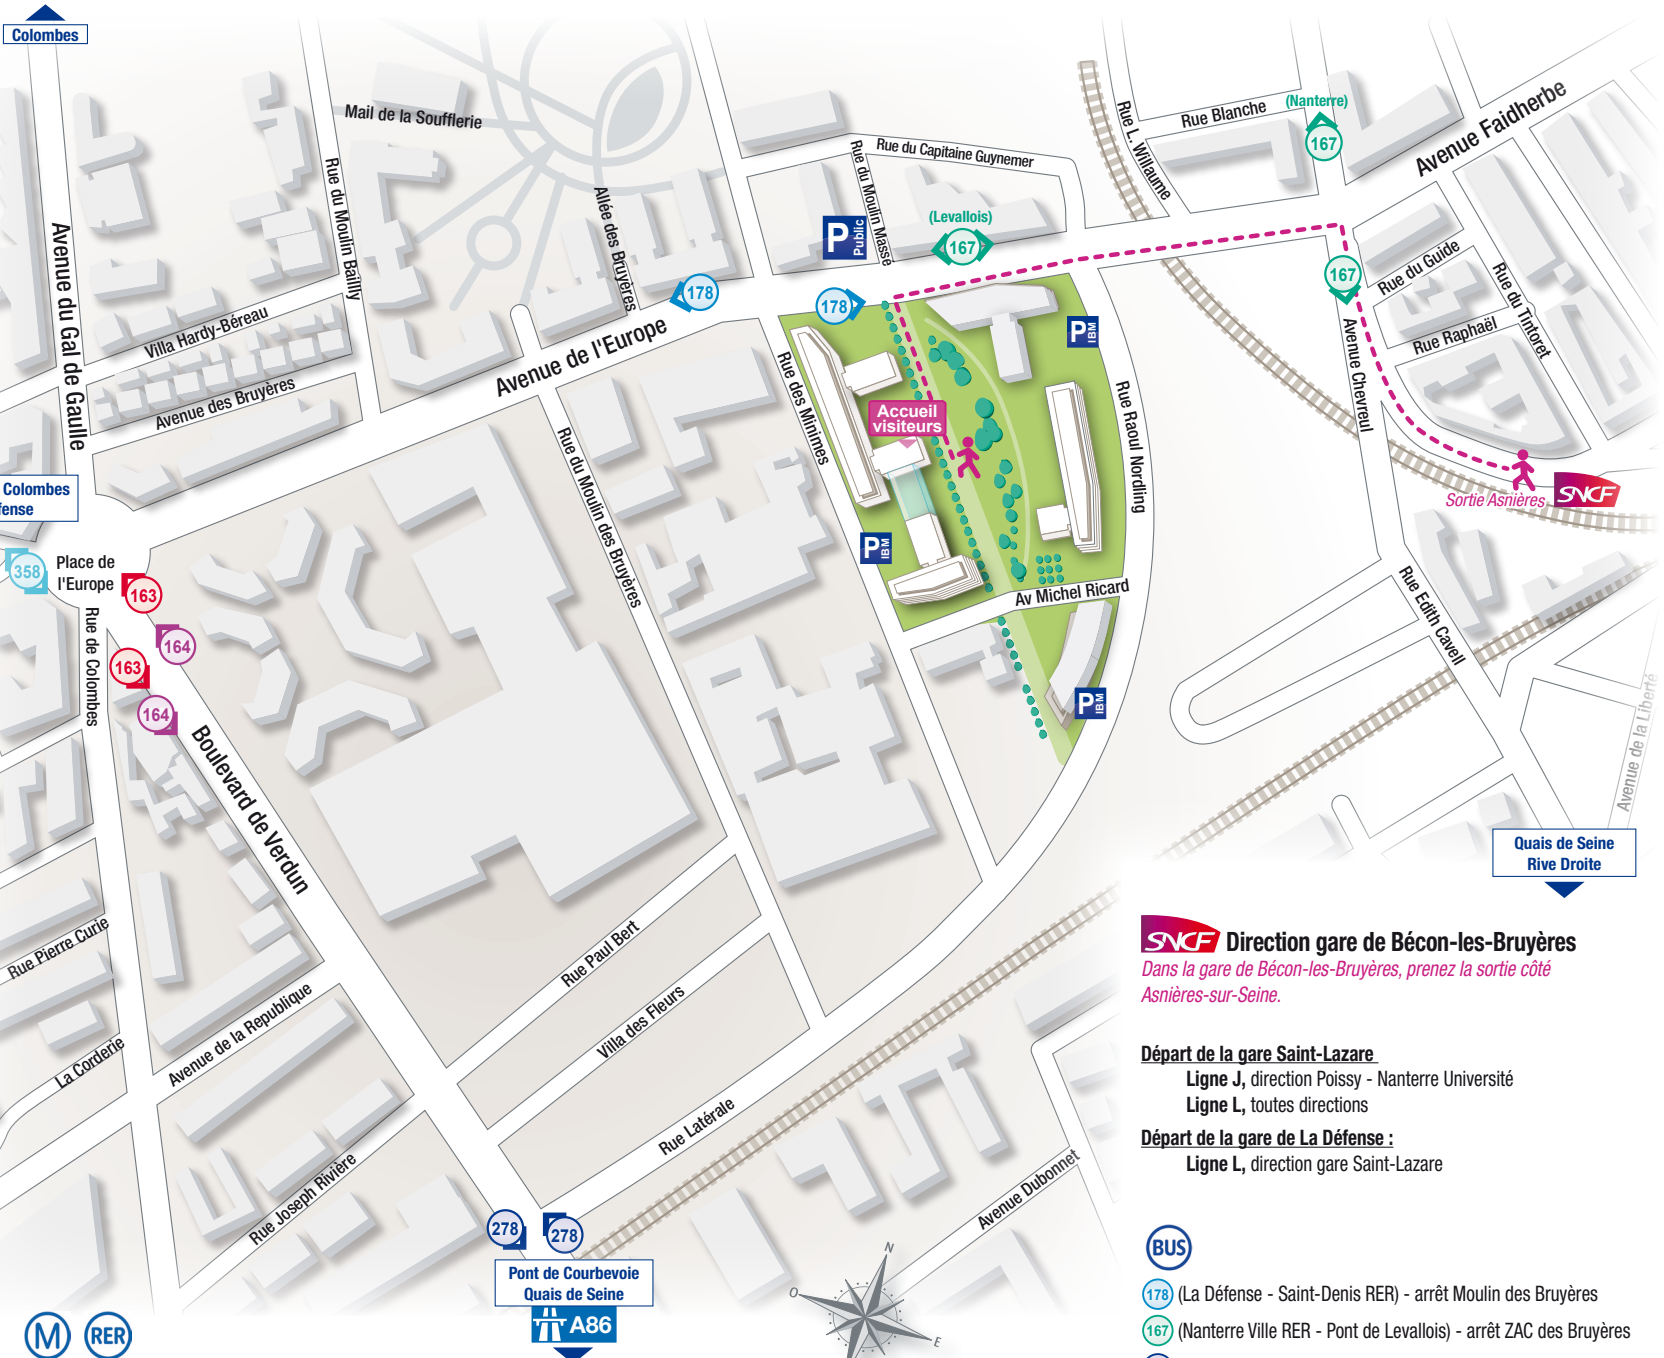 Colombes
Mail de la Soufflerie
Rue du Moulin Bailly
Avenue du Gal de Gaulle
Allée des Bruyères
Villa Hardy-Béreau
Avenue des Bruyères
Avenue de l'Europe
Rue du Capitaine Guynemer
Rue du Moulin Masse
P Public
(Levallois)
167
178
178
Rue L. Willaume
Rue Blanche
(Nanterre)
167
Avenue Faidherbe
167
Rue du Guide
Rue du Tintoret
Rue Raphaël
Avenue Chevreul
Sortie Asnières
SNCF
P IBM
Accueil
visiteurs
Rue des Minimes
Rue Raoul Nordling
P IBM
Av Michel Ricard
P IBM
Rue du Moulin des Bruyères
Colombes
fense
358
Place de
l'Europe
163
164
163
164
Rue de Colombes
Boulevard de Verdun
Rue Edith Cavell
Avenue de la Liberté
Quais de Seine
Rive Droite
Rue Pierre Curie
La Corderie
Avenue de la Republique
Rue Joseph Rivière
Rue Paul Bert
Villa des Fleurs
Rue Latérale
Avenue Dubonnet
278
278
Pont de Courbevoie
Quais de Seine
A86
M
RER
N
O
E
SNCF Direction gare de Bécon-les-Bruyères
Dans la gare de Bécon-les-Bruyères, prenez la sortie côté
Asnières-sur-Seine.
Départ de la gare Saint-Lazare
Ligne J, direction Poissy - Nanterre Université
Ligne L, toutes directions
Départ de la gare de La Défense :
Ligne L, direction gare Saint-Lazare
BUS
178 (La Défense - Saint-Denis RER) - arrêt Moulin des Bruyères
167 (Nanterre Ville RER - Pont de Levallois) - arrêt ZAC des Bruyères